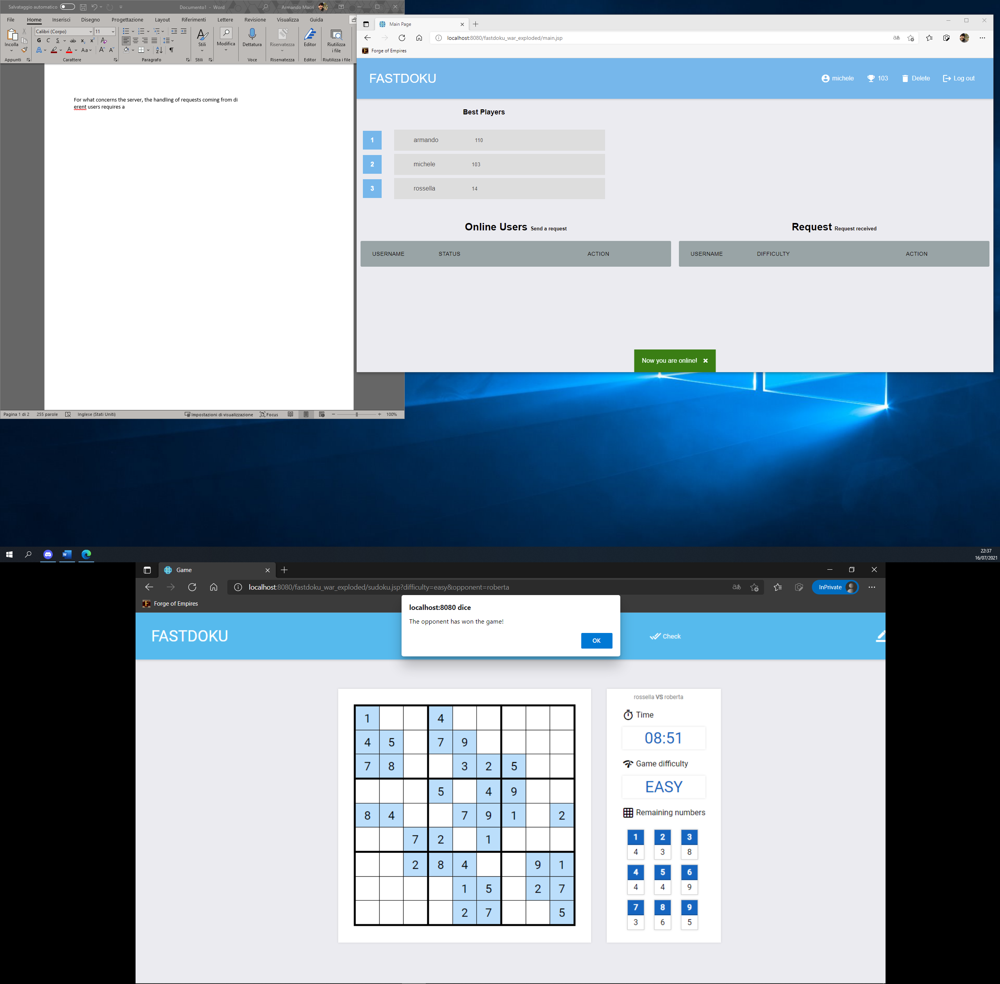 Salvataggio automatico
Documento1 - Word
Armando Macrì
File Home Inserisci Disegno Progettazione Layout Riferimenti Lettere Revisione Visualizza Guida
Calibri (Corpo) 11
Incolla
G C S ab x₂ x²
A A Aa A A
Stili
Modifica
Dettatura
Riservatezza
Editor
Riutilizza i file
Appunti Carattere Paragrafo Stili Voce Riservatezza Editor Riutilizza i file
For what concerns the server, the handling of requests coming from di
erent users requires a
Pagina 1 di 2 255 parole Inglese (Stati Uniti) Impostazioni di visualizzazione Focus 100%
Main Page
localhost:8080/fastdoku_war_exploded/main.jsp
Forge of Empires
FASTDOKU michele 103 Delete Log out
Best Players
1 armando 110
2 michele 103
3 rossella 14
Online Users Send a request
USERNAME STATUS ACTION
Request Request received
USERNAME DIFFICULTY ACTION
Now you are online!
22:37
16/07/2021
Game
localhost:8080/fastdoku_war_exploded/sudoku.jsp?difficulty=easy&opponent=roberta
InPrivate
Forge of Empires
localhost:8080 dice
The opponent has won the game!
OK
FASTDOKU
Check
1 4
4 5 7 9
7 8 3 2 5
5 4 9
8 4 7 9 1 2
7 2 1
2 8 4 9 1
1 5 2 7
2 7 5
rossella VS roberta
Time
08:51
Game difficulty
EASY
Remaining numbers
1 2 3
4 3 8
4 5 6
4 4 9
7 8 9
3 6 5